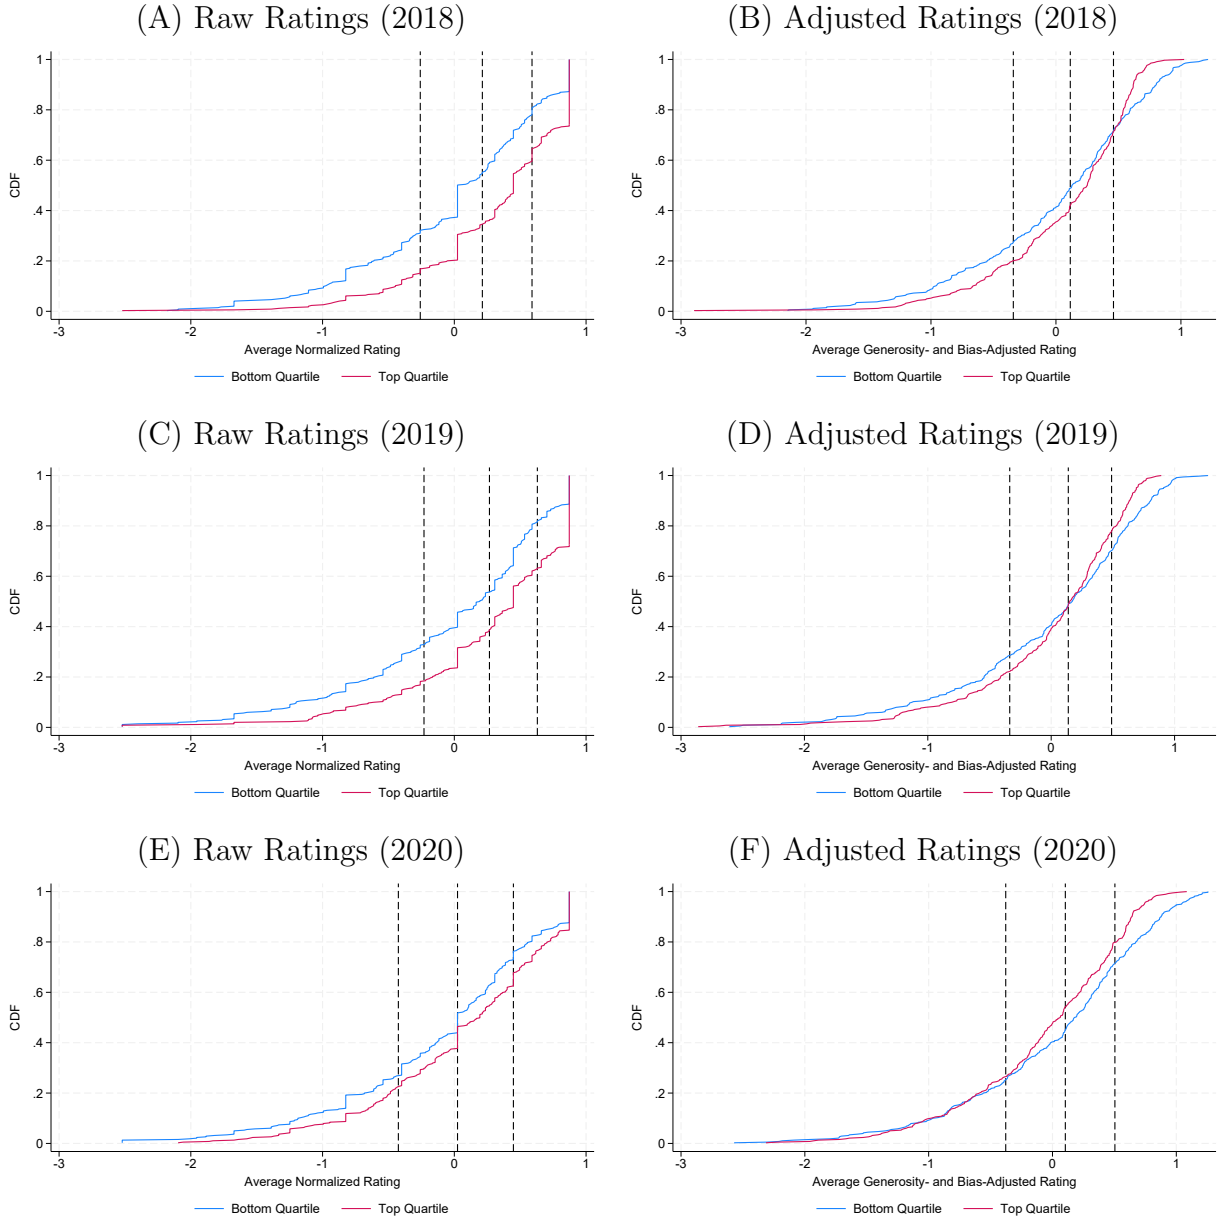 (A) Raw Ratings (2018)
(B) Adjusted Ratings (2018)
1
.8
.6
.4
.2
0
CDF
-3 -2 -1 0 1
Average Normalized Rating
Bottom Quartile Top Quartile
1
.8
.6
.4
.2
0
CDF
-3 -2 -1 0 1
Average Generosity- and Bias-Adjusted Rating
Bottom Quartile Top Quartile
(C) Raw Ratings (2019)
(D) Adjusted Ratings (2019)
1
.8
.6
.4
.2
0
CDF
-3 -2 -1 0 1
Average Normalized Rating
Bottom Quartile Top Quartile
1
.8
.6
.4
.2
0
CDF
-3 -2 -1 0 1
Average Generosity- and Bias-Adjusted Rating
Bottom Quartile Top Quartile
(E) Raw Ratings (2020)
(F) Adjusted Ratings (2020)
1
.8
.6
.4
.2
0
CDF
-3 -2 -1 0 1
Average Normalized Rating
Bottom Quartile Top Quartile
1
.8
.6
.4
.2
0
CDF
-3 -2 -1 0 1
Average Generosity- and Bias-Adjusted Rating
Bottom Quartile Top Quartile